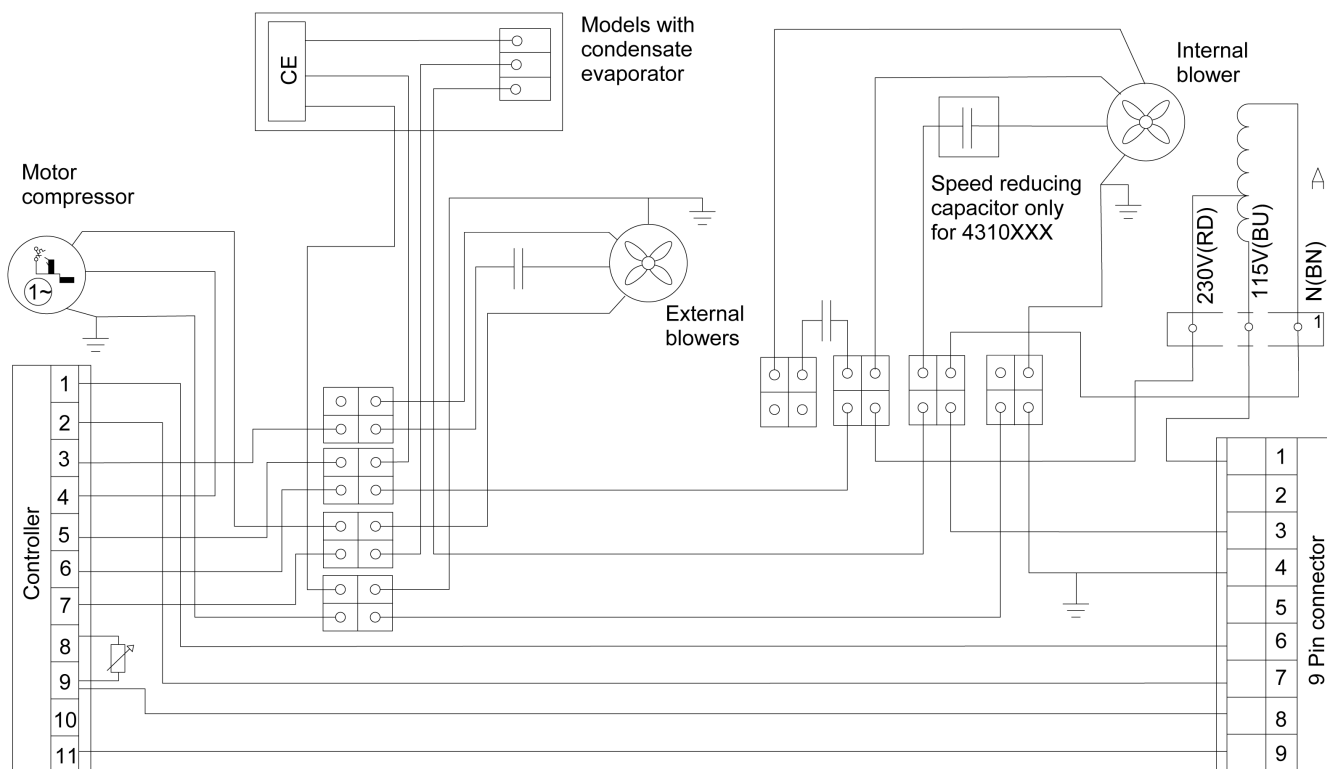 Models with
condensate
evaporator
CE
Internal
blower
Motor
compressor
1~
Speed reducing
capacitor only
for 4310XXX
230V(RD)
115V(BU)
N(BN)
A
1
External
blowers
Controller
1
2
3
4
5
6
7
8
9
10
11
9 Pin connector
1
2
3
4
5
6
7
8
9